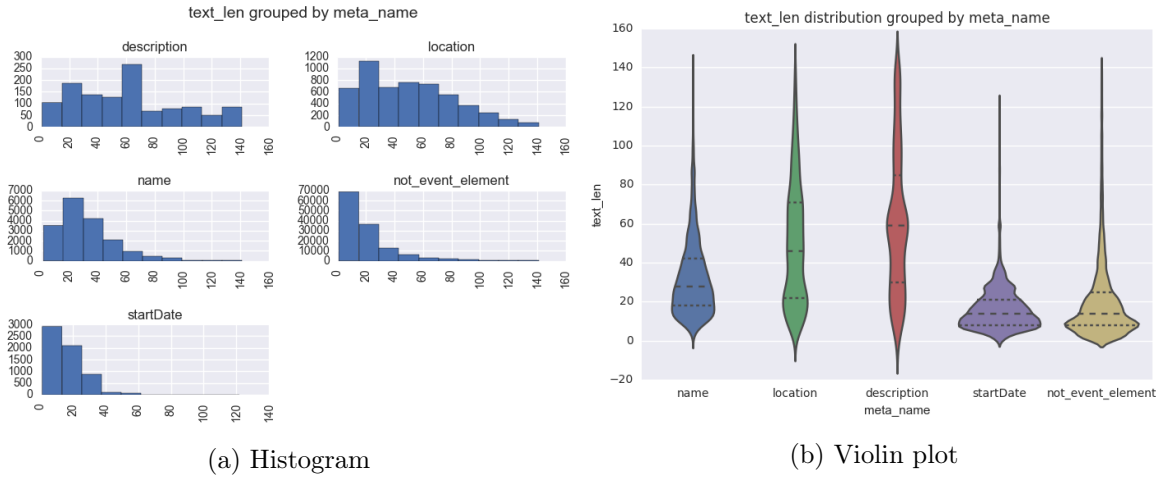 text_len grouped by meta_name
description
300
250
200
150
100
50
0
0 20 40 60 80 100 120 140 160
location
1200
1000
800
600
400
200
0
0 20 40 60 80 100 120 140 160
name
7000
6000
5000
4000
3000
2000
1000
0
0 20 40 60 80 100 120 140 160
not_event_element
70000
60000
50000
40000
30000
20000
10000
0
0 20 40 60 80 100 120 140 160
startDate
3000
2500
2000
1500
1000
500
0
0 20 40 60 80 100 120 140
(a) Histogram
text_len distribution grouped by meta_name
160
140
120
100
80
60
40
20
0
−20
text_len
name location description startDate not_event_element
meta_name
(b) Violin plot